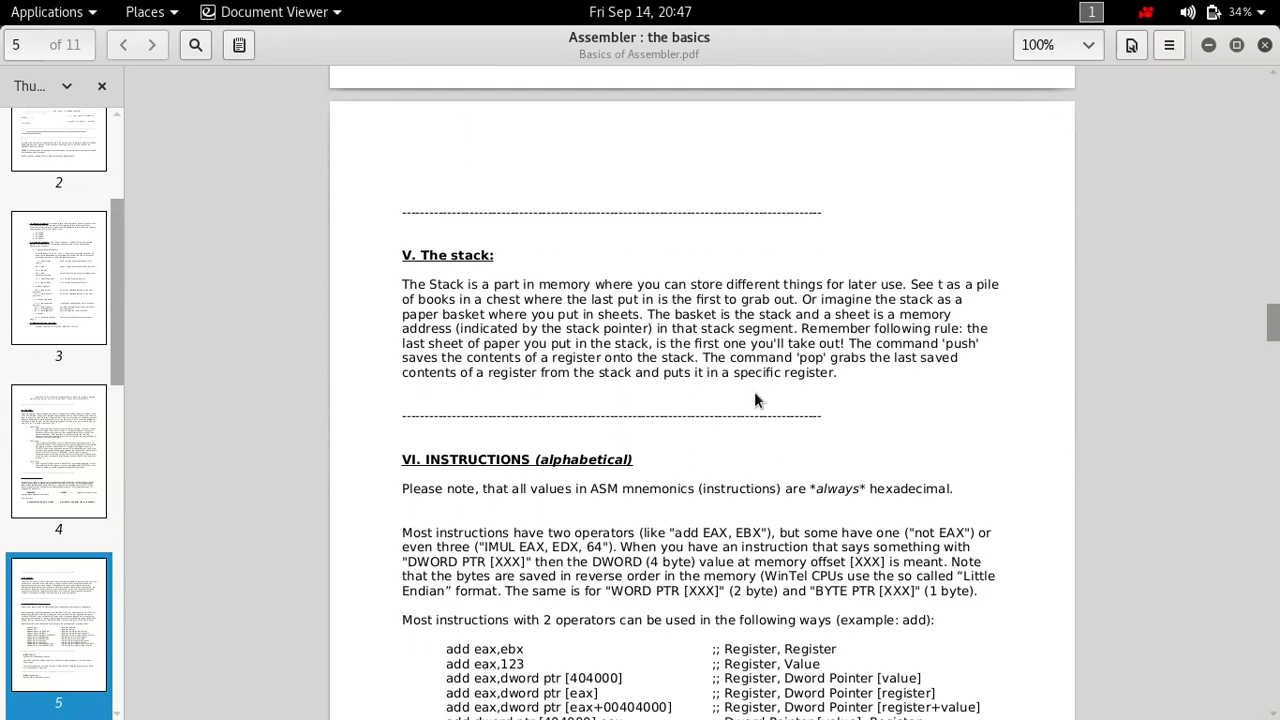 Applications Places Document Viewer Fri Sep 14, 20:47 1 34%
5 of 11 Assembler : the basics 100%
Basics of Assembler.pdf
Thu...
2
3
4
5
--------------------------------------------------------------------------------------------
V. The stack:
The Stack is a part in memory where you can store different things for later use. See it as a pile
of books in a chest where the last put in is the first to grab out. Or imagine the stack as a
paper basket where you put in sheets. The basket is the stack and a sheet is a memory
address (indicated by the stack pointer) in that stack segment. Remember following rule: the
last sheet of paper you put in the stack, is the first one you'll take out! The command 'push'
saves the contents of a register onto the stack. The command 'pop' grabs the last saved
contents of a register from the stack and puts it in a specific register.
--------------------------------------------------------------------------------------------
VI. INSTRUCTIONS (alphabetical)
Please note, that all values in ASM mnemonics (instructions) are *always* hexadecimal.
Most instructions have two operators (like "add EAX, EBX"), but some have one ("not EAX") or
even three ("IMUL EAX, EDX, 64"). When you have an instruction that says something with
"DWORD PTR [XXX]" then the DWORD (4 byte) value at memory offset [XXX] is meant. Note
that the bytes are saved in reverse order in the memory (WinTel CPUs use the so called “Little
Endian” format. The same is for "WORD PTR [XXX]" (2 byte) and "BYTE PTR [XXX]" (1 byte).
Most instructions with 2 operators can be used in the following ways (example: add):
add eax,ebx ;; Register, Register
add eax,123 ;; Register, Value
add eax,dword ptr [404000] ;; Register, Dword Pointer [value]
add eax,dword ptr [eax] ;; Register, Dword Pointer [register]
add eax,dword ptr [eax+00404000] ;; Register, Dword Pointer [register+value]
add dword ptr [404000],eax ;; Dword Pointer [value], Register